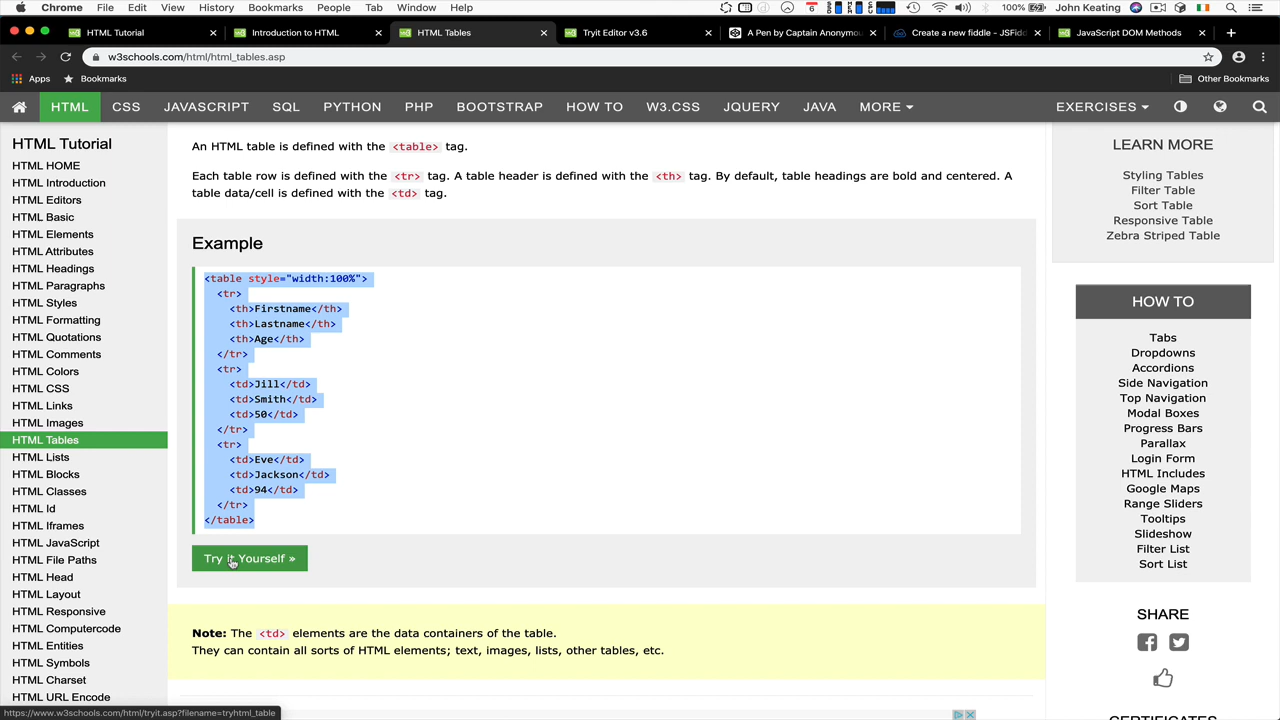 Chrome File Edit View History Bookmarks People Tab Window Help 6 100% John Keating
HTML Tutorial Introduction to HTML HTML Tables Tryit Editor v3.6 A Pen by Captain Anonymou Create a new fiddle - JSFid JavaScript DOM Methods
w3schools.com/html/html_tables.asp
Apps Bookmarks Other Bookmarks
HTML CSS JAVASCRIPT SQL PYTHON PHP BOOTSTRAP HOW TO W3.CSS JQUERY JAVA MORE EXERCISES
HTML Tutorial
HTML HOME
HTML Introduction
HTML Editors
HTML Basic
HTML Elements
HTML Attributes
HTML Headings
HTML Paragraphs
HTML Styles
HTML Formatting
HTML Quotations
HTML Comments
HTML Colors
HTML CSS
HTML Links
HTML Images
HTML Tables
HTML Lists
HTML Blocks
HTML Classes
HTML Id
HTML Iframes
HTML JavaScript
HTML File Paths
HTML Head
HTML Layout
HTML Responsive
HTML Computercode
HTML Entities
HTML Symbols
HTML Charset
HTML URL Encode
https://www.w3schools.com/html/tryit.asp?filename=tryhtml_table
An HTML table is defined with the <table> tag.
Each table row is defined with the <tr> tag. A table header is defined with the <th> tag. By default, table headings are bold and centered. A
table data/cell is defined with the <td> tag.
Example
<table style="width:100%">
<tr>
<th>Firstname</th>
<th>Lastname</th>
<th>Age</th>
</tr>
<tr>
<td>Jill</td>
<td>Smith</td>
<td>50</td>
</tr>
<tr>
<td>Eve</td>
<td>Jackson</td>
<td>94</td>
</tr>
</table>
Try it Yourself »
Note: The <td> elements are the data containers of the table.
They can contain all sorts of HTML elements; text, images, lists, other tables, etc.
LEARN MORE
Styling Tables
Filter Table
Sort Table
Responsive Table
Zebra Striped Table
HOW TO
Tabs
Dropdowns
Accordions
Side Navigation
Top Navigation
Modal Boxes
Progress Bars
Parallax
Login Form
HTML Includes
Google Maps
Range Sliders
Tooltips
Slideshow
Filter List
Sort List
SHARE
CERTIFICATES